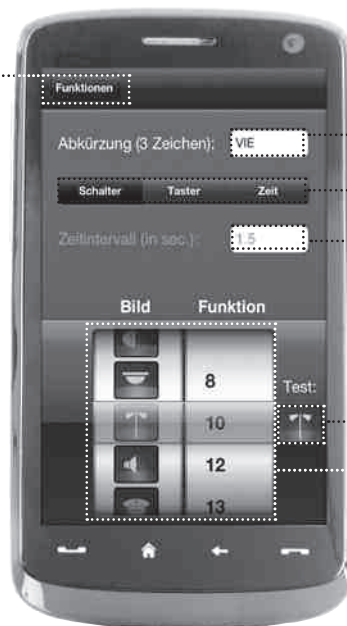 Funktionen
Abkürzung (3 Zeichen): VIE
Schalter Taster Zeit
Zeitintervall (in sec.): 1.5
Bild Funktion
8
Test:
10
12
13